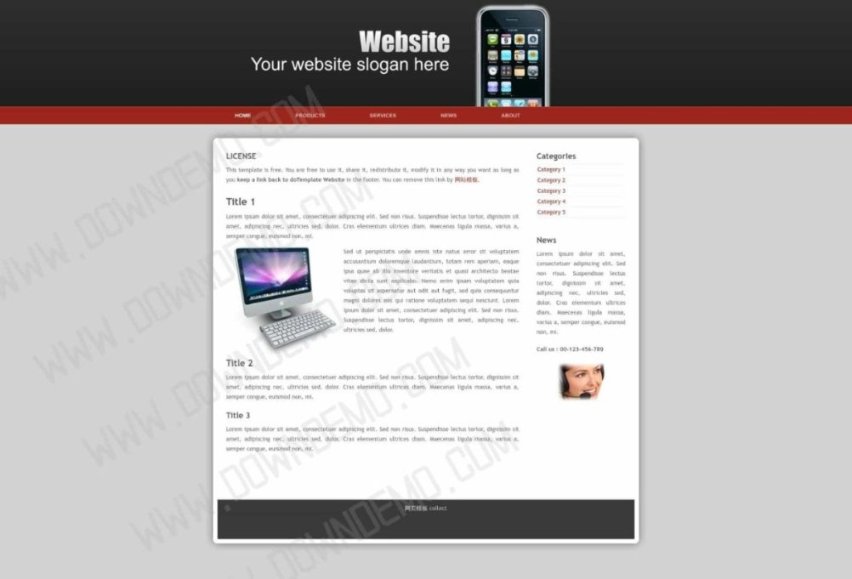 Website
Your website slogan here
HOME PRODUCTS SERVICES NEWS ABOUT
LICENSE
This template is free. You are free to use it, share it, redistribute it, modify it in any way you want as long as
you keep a link back to doTemplate Website in the footer. You can remove this link by 网站模板.
Title 1
Lorem ipsum dolor sit amet, consectetuer adipiscing elit. Sed non risus. Suspendisse lectus tortor, dignissim sit
amet, adipiscing nec, ultricies sed, dolor. Cras elementum ultrices diam. Maecenas ligula massa, varius a,
semper congue, euismod non, mi.
Sed ut perspiciatis unde omnis iste natus error sit voluptatem
accusantium doloremque laudantium, totam rem aperiam, eaque
ipsa quae ab illo inventore veritatis et quasi architecto beatae
vitae dicta sunt explicabo. Nemo enim ipsam voluptatem quia
voluptas sit aspernatur aut odit aut fugit, sed quia consequuntur
magni dolores eos qui ratione voluptatem sequi nesciunt. Lorem
ipsum dolor sit amet, consectetuer adipiscing elit. Sed non risus.
Suspendisse lectus tortor, dignissim sit amet, adipiscing nec,
ultricies sed, dolor.
Title 2
Lorem ipsum dolor sit amet, consectetuer adipiscing elit. Sed non risus. Suspendisse lectus tortor, dignissim sit
amet, adipiscing nec, ultricies sed, dolor. Cras elementum ultrices diam. Maecenas ligula massa, varius a,
semper congue, euismod non, mi.
Title 3
Lorem ipsum dolor sit amet, consectetuer adipiscing elit. Sed non risus. Suspendisse lectus tortor, dignissim sit
amet, adipiscing nec, ultricies sed, dolor. Cras elementum ultrices diam. Maecenas ligula massa, varius a,
semper congue, euismod non, mi.
Categories
Category 1
Category 2
Category 3
Category 4
Category 5
News
Lorem ipsum dolor sit amet,
consectetuer adipiscing elit. Sed
non risus. Suspendisse lectus
tortor, dignissim sit amet,
adipiscing nec, ultricies sed,
dolor. Cras elementum ultrices
diam. Maecenas ligula massa,
varius a, semper congue, euismod
non, mi.
Call us : 00-123-456-789
网页模板 collect
WWW.DOWNDEMO.COM
WWW.DOWNDEMO.COM
WWW.DOWNDEMO.COM
WWW.DOWNDEMO.COM